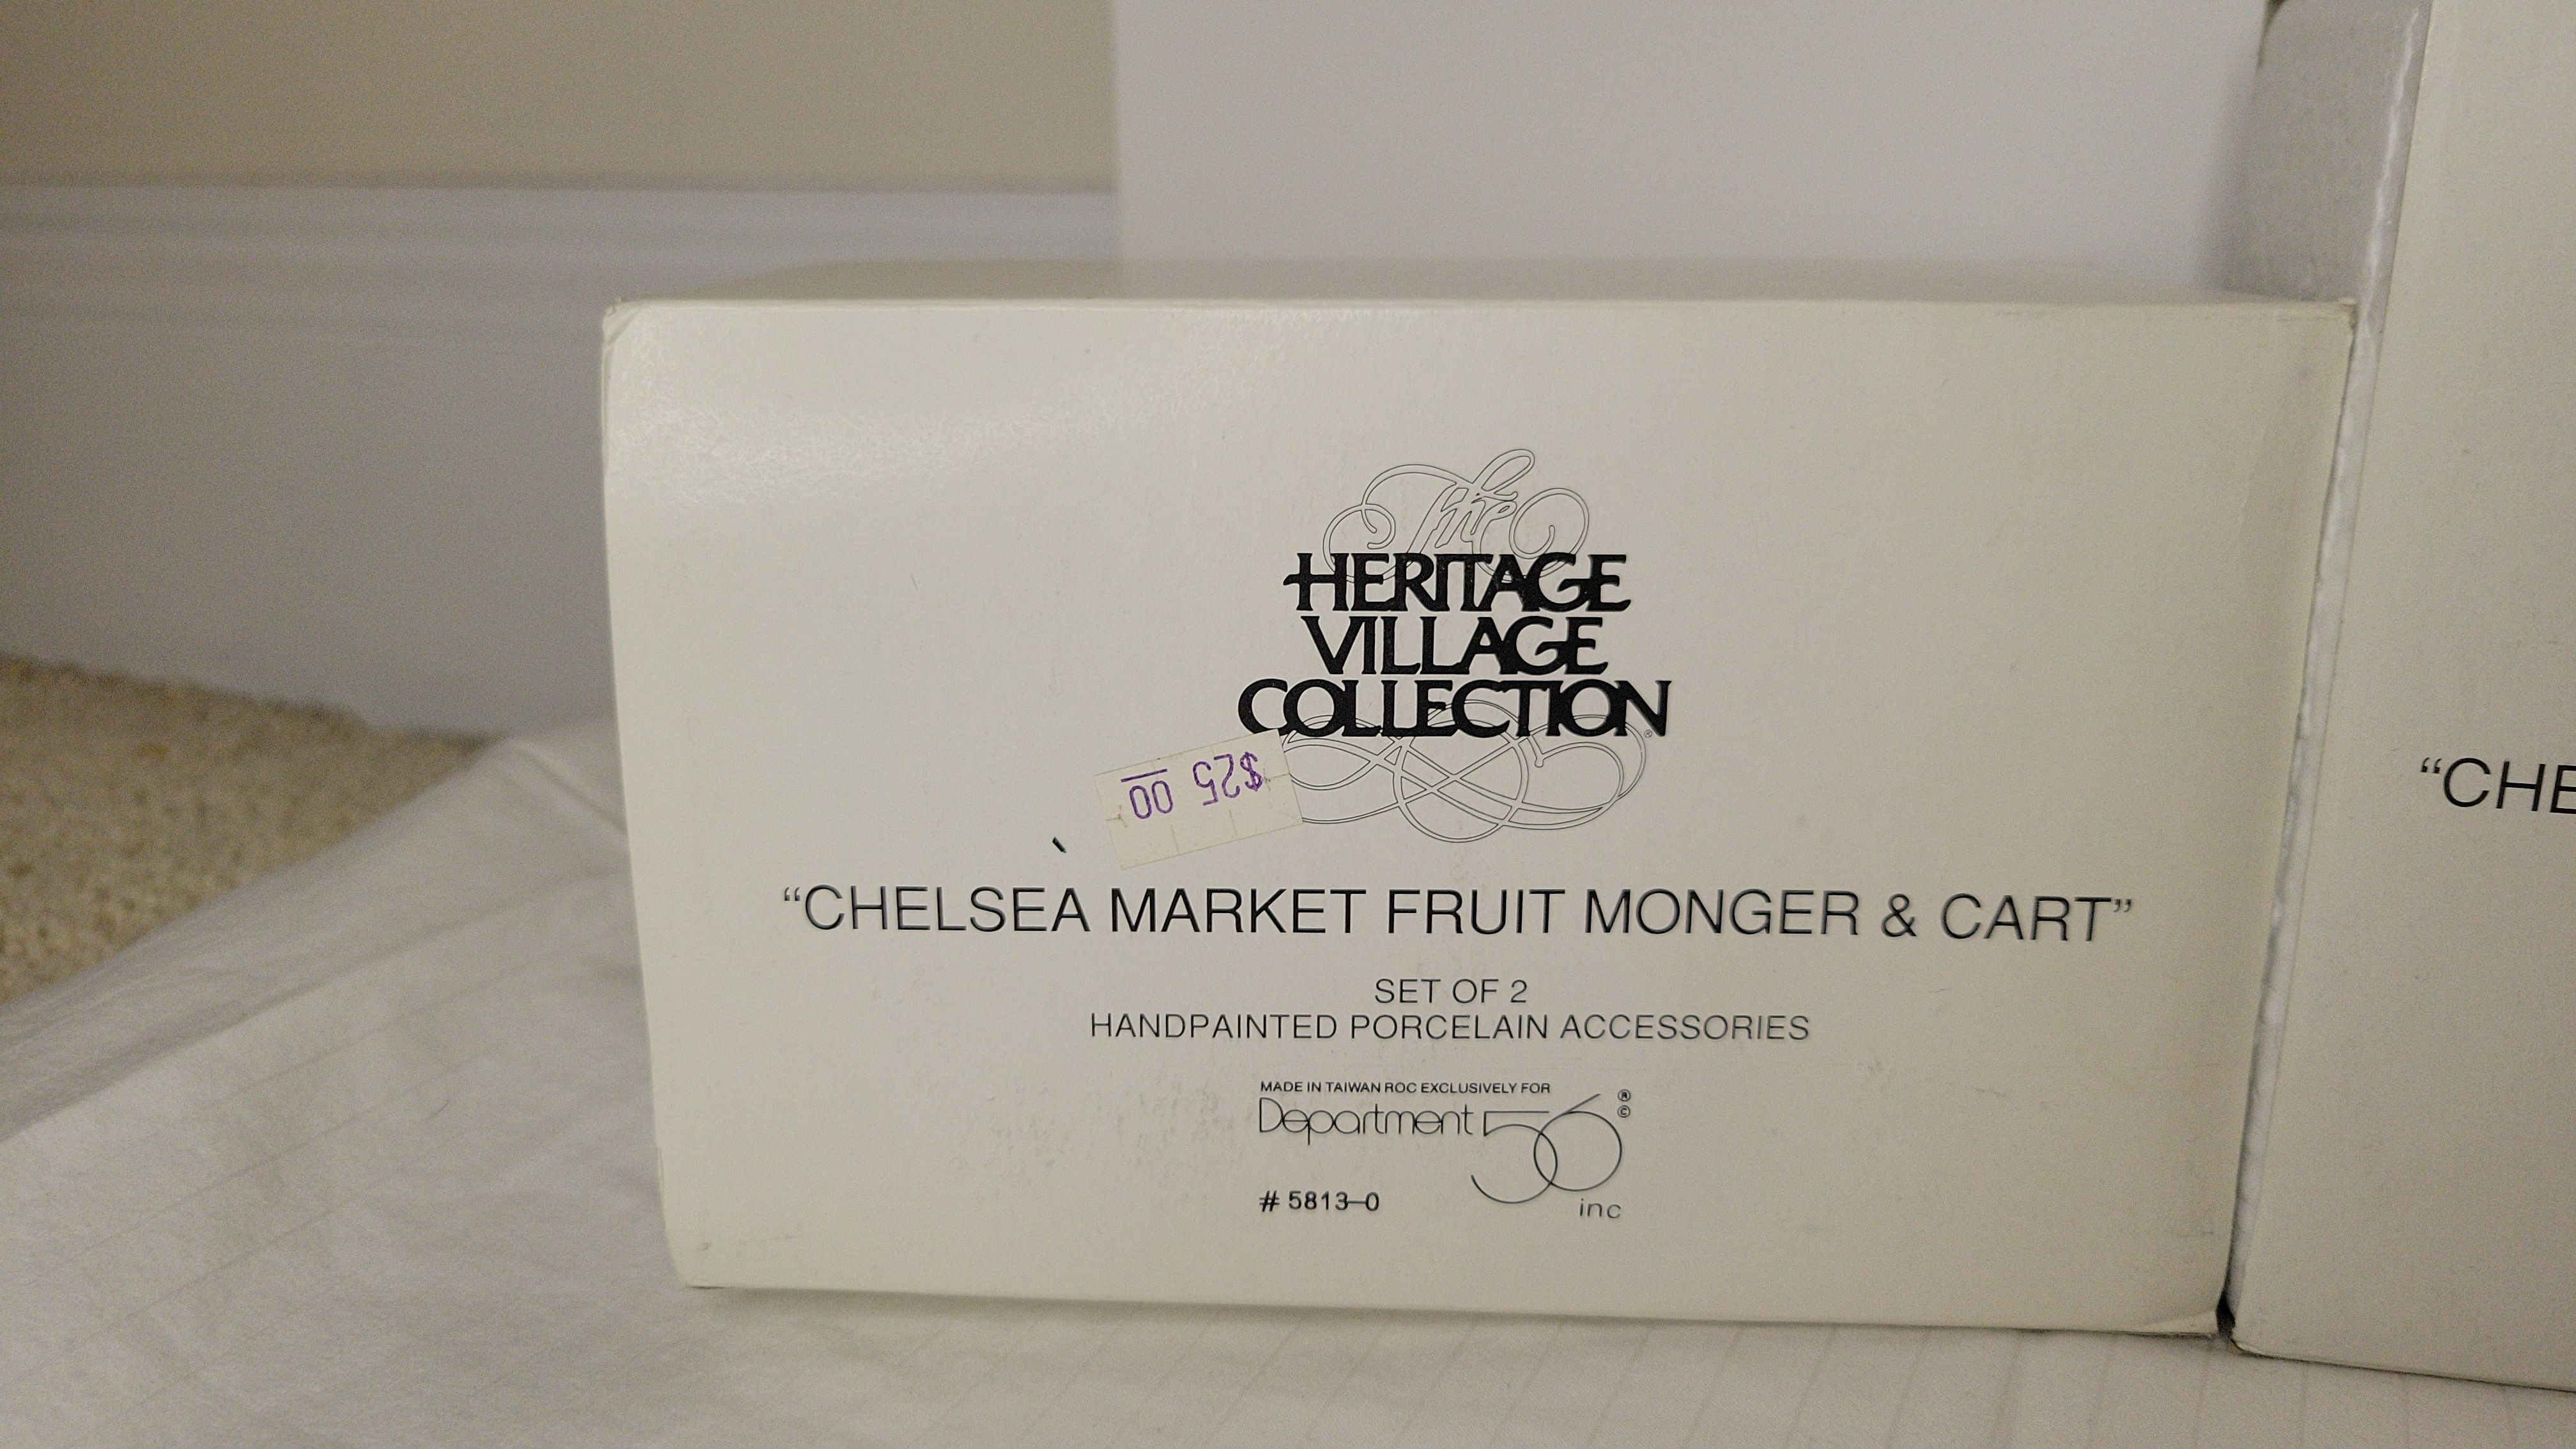 The
HERITAGE
VILLAGE
COLLECTION®
$25 00
"CHELSEA MARKET FRUIT MONGER & CART"
SET OF 2
HANDPAINTED PORCELAIN ACCESSORIES
MADE IN TAIWAN ROC EXCLUSIVELY FOR
Department 56 ® ©
inc
# 5813-0
"CHE